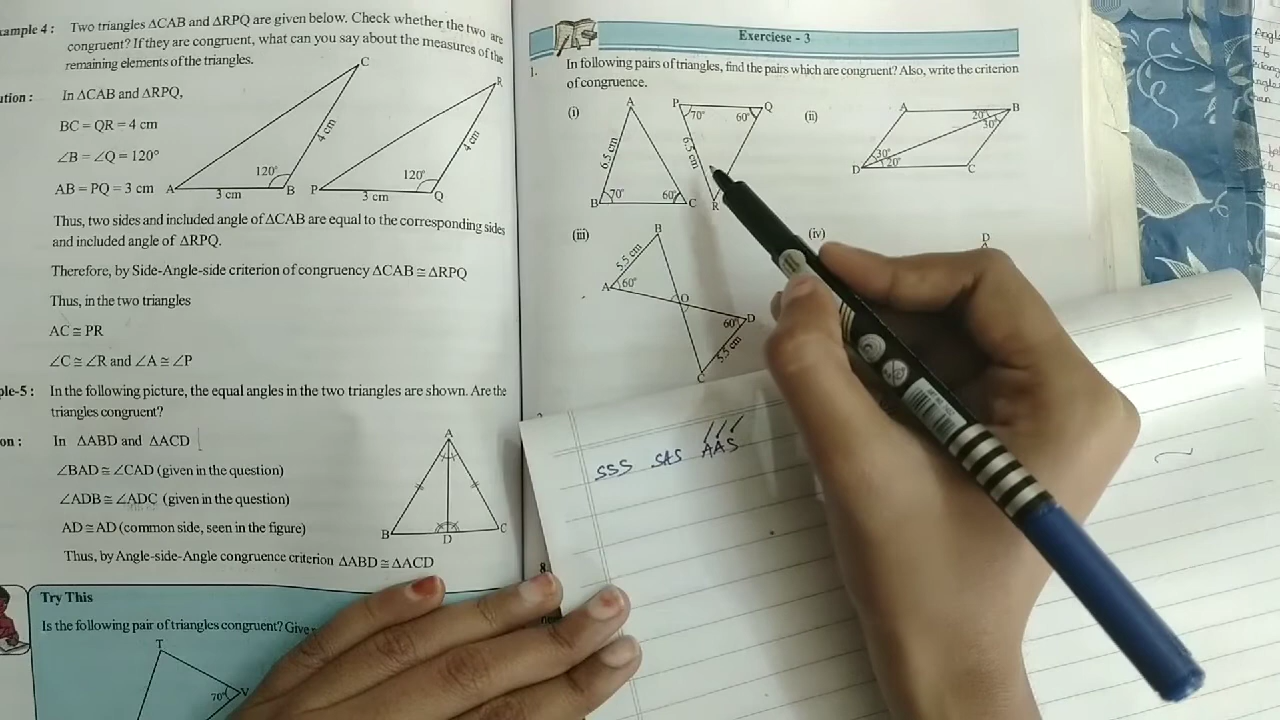 xample 4 : Two triangles ΔCAB and ΔRPQ are given below. Check whether the two are
congruent? If they are congruent, what can you say about the measures of the
remaining elements of the triangles.
ution : In ΔCAB and ΔRPQ,
BC = QR = 4 cm
∠B = ∠Q = 120°
AB = PQ = 3 cm
C
4 cm
120°
A
3 cm
B
R
4 cm
120°
P
3 cm
Q
Thus, two sides and included angle of ΔCAB are equal to the corresponding sides
and included angle of ΔRPQ.
Therefore, by Side-Angle-side criterion of congruency ΔCAB ≅ ΔRPQ
Thus, in the two triangles
AC ≅ PR
∠C ≅ ∠R and ∠A ≅ ∠P
ple-5 : In the following picture, the equal angles in the two triangles are shown. Are the
triangles congruent?
on : In ΔABD and ΔACD
∠BAD ≅ ∠CAD (given in the question)
∠ADB ≅ ∠ADC (given in the question)
AD ≅ AD (common side, seen in the figure)
Thus, by Angle-side-Angle congruence criterion ΔABD ≅ ΔACD
A
B
D
C
Try This
Is the following pair of triangles congruent? Give
T
70°
V
Exerciese - 3
1. In following pairs of triangles, find the pairs which are congruent? Also, write the criterion
of congruence.
(i)
A
6.5 cm
B
70°
60°
C
P
70°
60°
Q
6.5 cm
R
(ii)
A
B
20°
30°
30°
20°
D
C
(iii)
B
5.5 cm
A
60°
O
60°
D
5.5 cm
C
(iv)
D
SSS SAS AAS
8